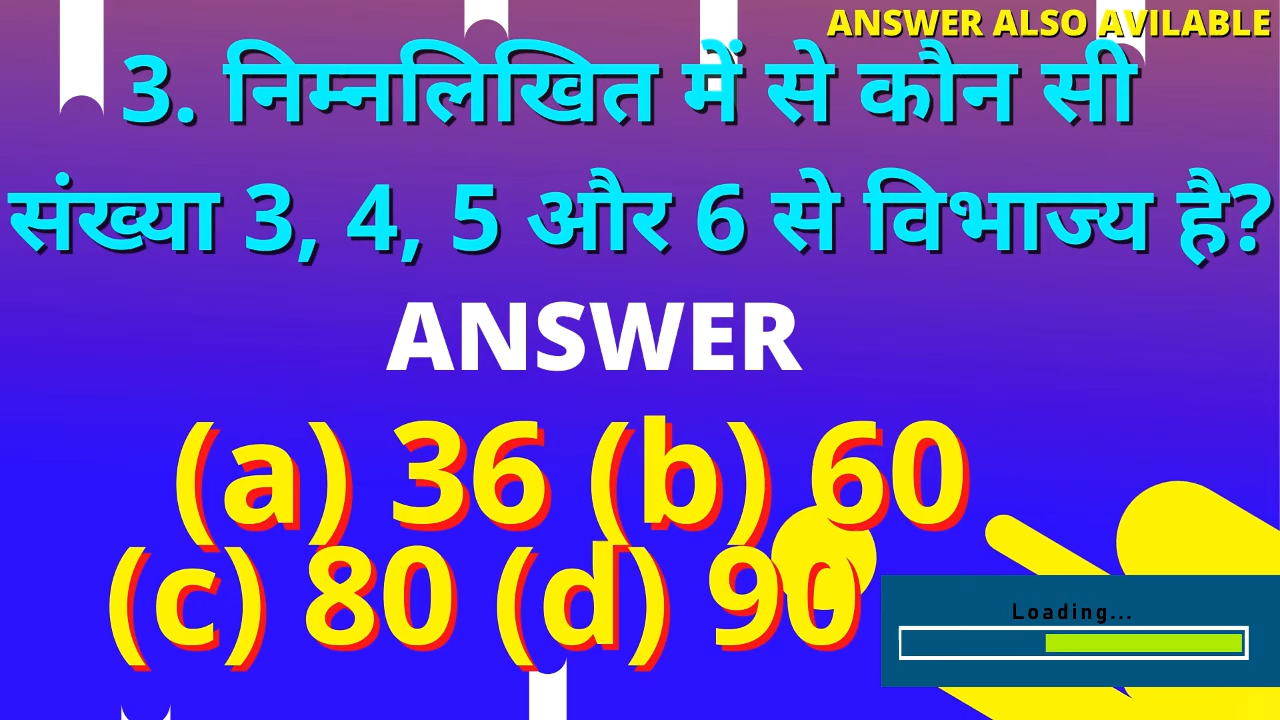 ANSWER ALSO AVILABLE
3. निम्नलिखित में से कौन सी
संख्या 3, 4, 5 और 6 से विभाज्य है?
ANSWER
(a) 36 (b) 60
(c) 80 (d) 90
Loading...